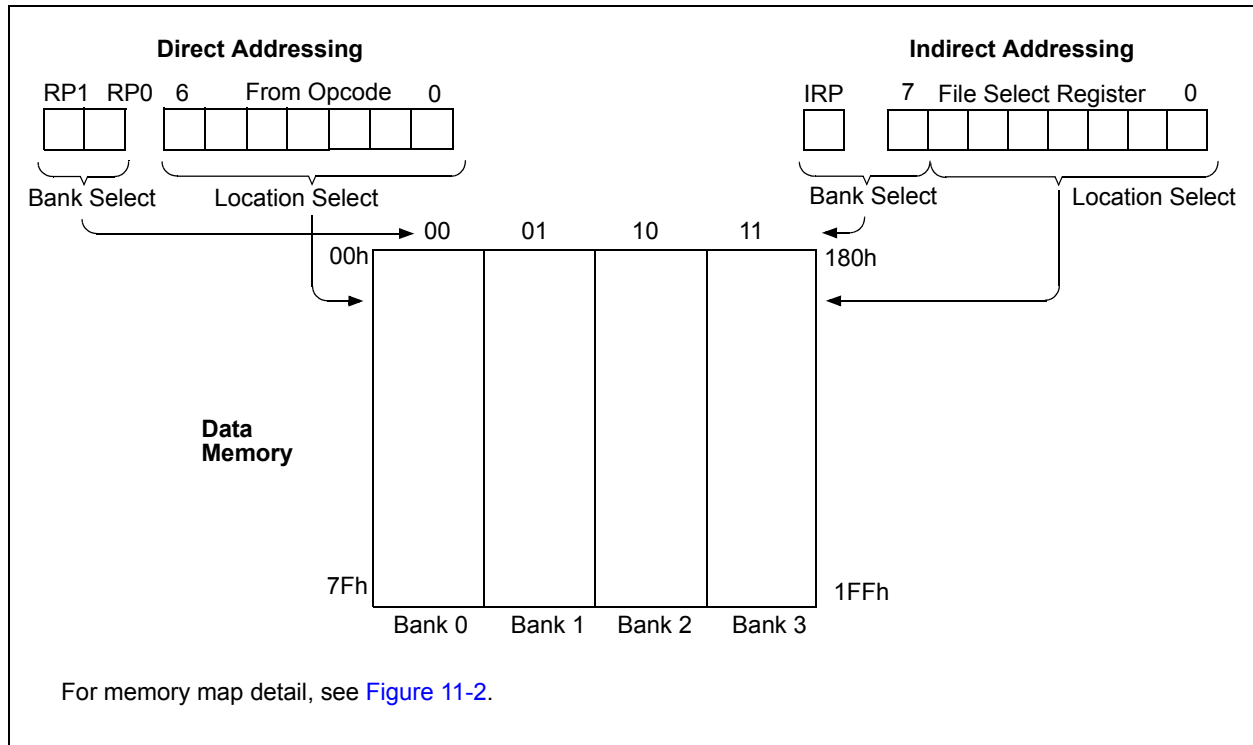 Direct Addressing
Indirect Addressing
RP1 RP0 6 From Opcode 0
IRP 7 File Select Register 0
Bank Select Location Select
Bank Select Location Select
00 01 10 11
00h
180h
Data
Memory
7Fh
1FFh
Bank 0 Bank 1 Bank 2 Bank 3
For memory map detail, see Figure 11-2.